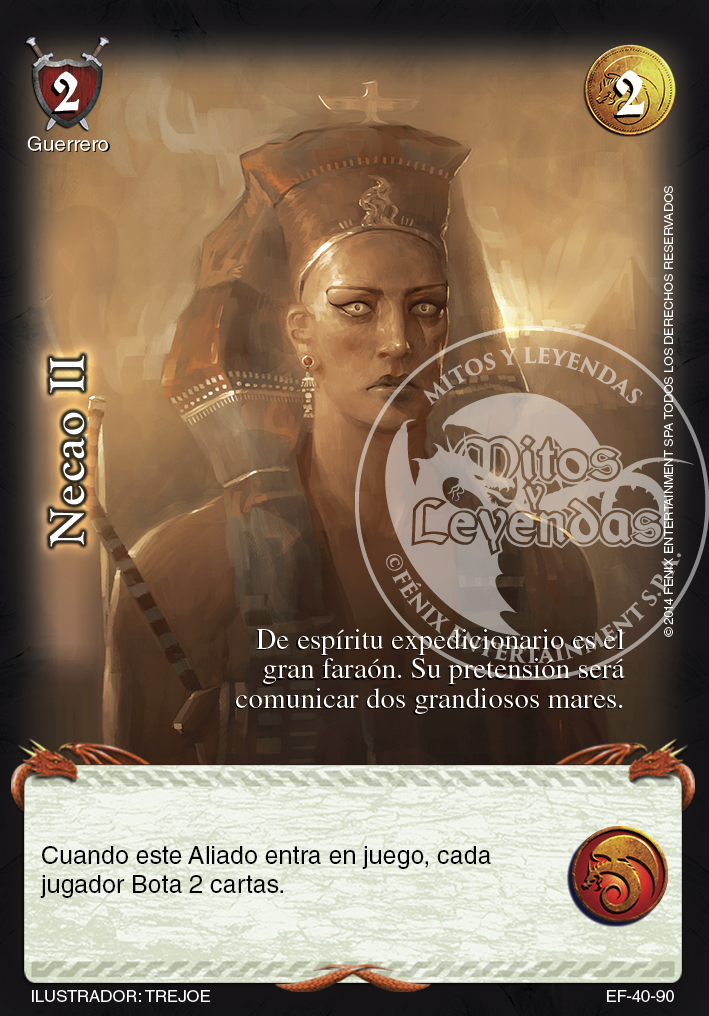 2
2
Guerrero
Necao II
© 2014 FENIX ENTERTAINMENT SPA TODOS LOS DERECHOS RESERVADOS
MITOS Y LEYENDAS
Mitos
y
Leyendas
© FÉNIX ENTERTAINMENT S.P.A.
De espíritu expedicionario es el
gran faraón. Su pretensión será
comunicar dos grandiosos mares.
Cuando este Aliado entra en juego, cada
jugador Bota 2 cartas.
ILUSTRADOR: TREJOE
EF-40-90